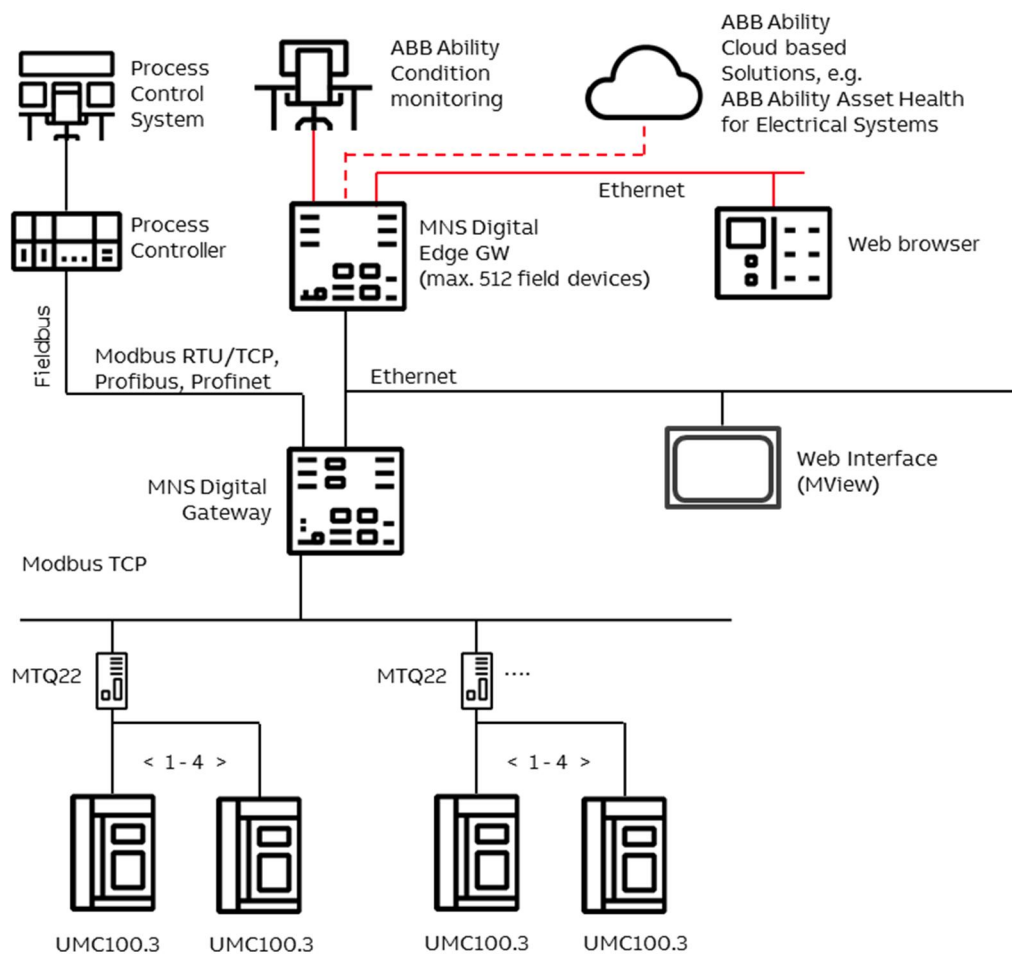 Process
Control
System
ABB Ability
Condition
monitoring
ABB Ability
Cloud based
Solutions, e.g.
ABB Ability Asset Health
for Electrical Systems
Ethernet
Process
Controller
MNS Digital
Edge GW
(max. 512 field devices)
Web browser
Fieldbus
Modbus RTU/TCP,
Profibus, Profinet
Ethernet
MNS Digital
Gateway
Web Interface
(MView)
Modbus TCP
MTQ22
MTQ22
....
< 1-4 >
< 1-4 >
UMC100.3
UMC100.3
UMC100.3
UMC100.3